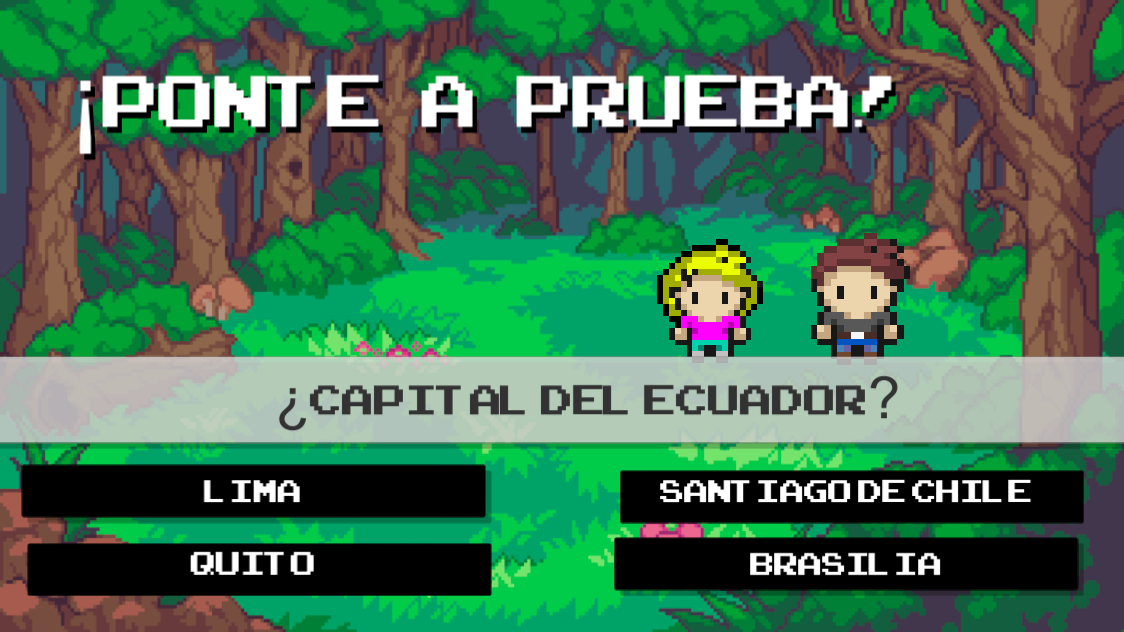 ¡PONTE A PRUEBA!
¿CAPITAL DEL ECUADOR?
LIMA
SANTIAGO DE CHILE
QUITO
BRASILIA